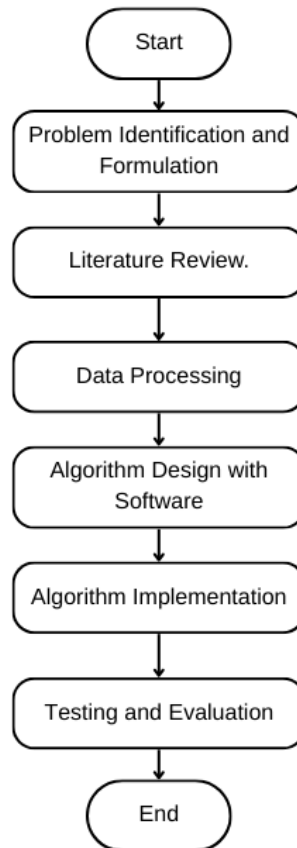 Start
Problem Identification and
Formulation
Literature Review.
Data Processing
Algorithm Design with
Software
Algorithm Implementation
Testing and Evaluation
End